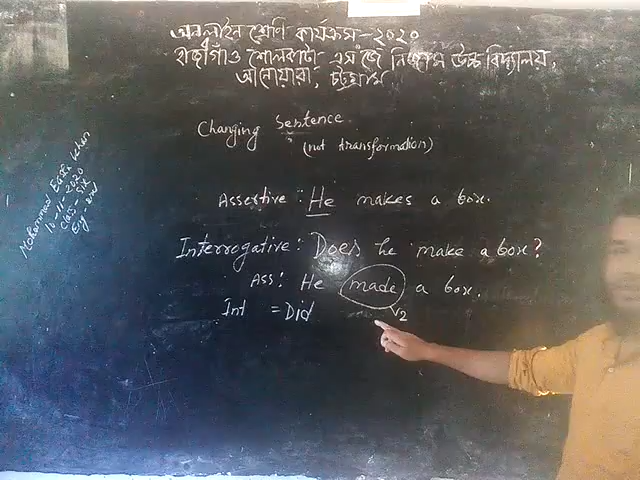 অনলাইন শ্রেণি কার্যক্রম-২০২০
হাজীগাঁও শোলকাটা এস.জে নিজাম উচ্চ বিদ্যালয়,
আনোয়ারা, চট্টগ্রাম
Changing Sentence.
(not transformation)
Mohammad Khan
10-11-2020
Class-Six
Eng-2nd
Assertive: He makes a box.
Interrogative: Does he make a box?
Ass: He made a box.
V2
Int = Did